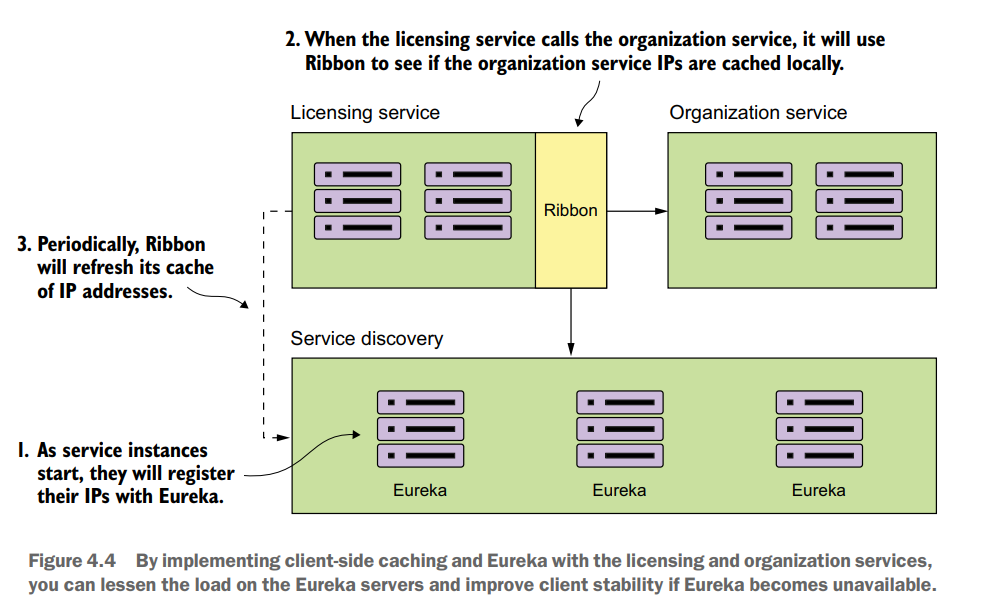 2. When the licensing service calls the organization service, it will use
Ribbon to see if the organization service IPs are cached locally.
Licensing service
Organization service
Ribbon
3. Periodically, Ribbon
will refresh its cache
of IP addresses.
Service discovery
1. As service instances
start, they will register
their IPs with Eureka.
Eureka
Eureka
Eureka
Figure 4.4 By implementing client-side caching and Eureka with the licensing and organization services,
you can lessen the load on the Eureka servers and improve client stability if Eureka becomes unavailable.